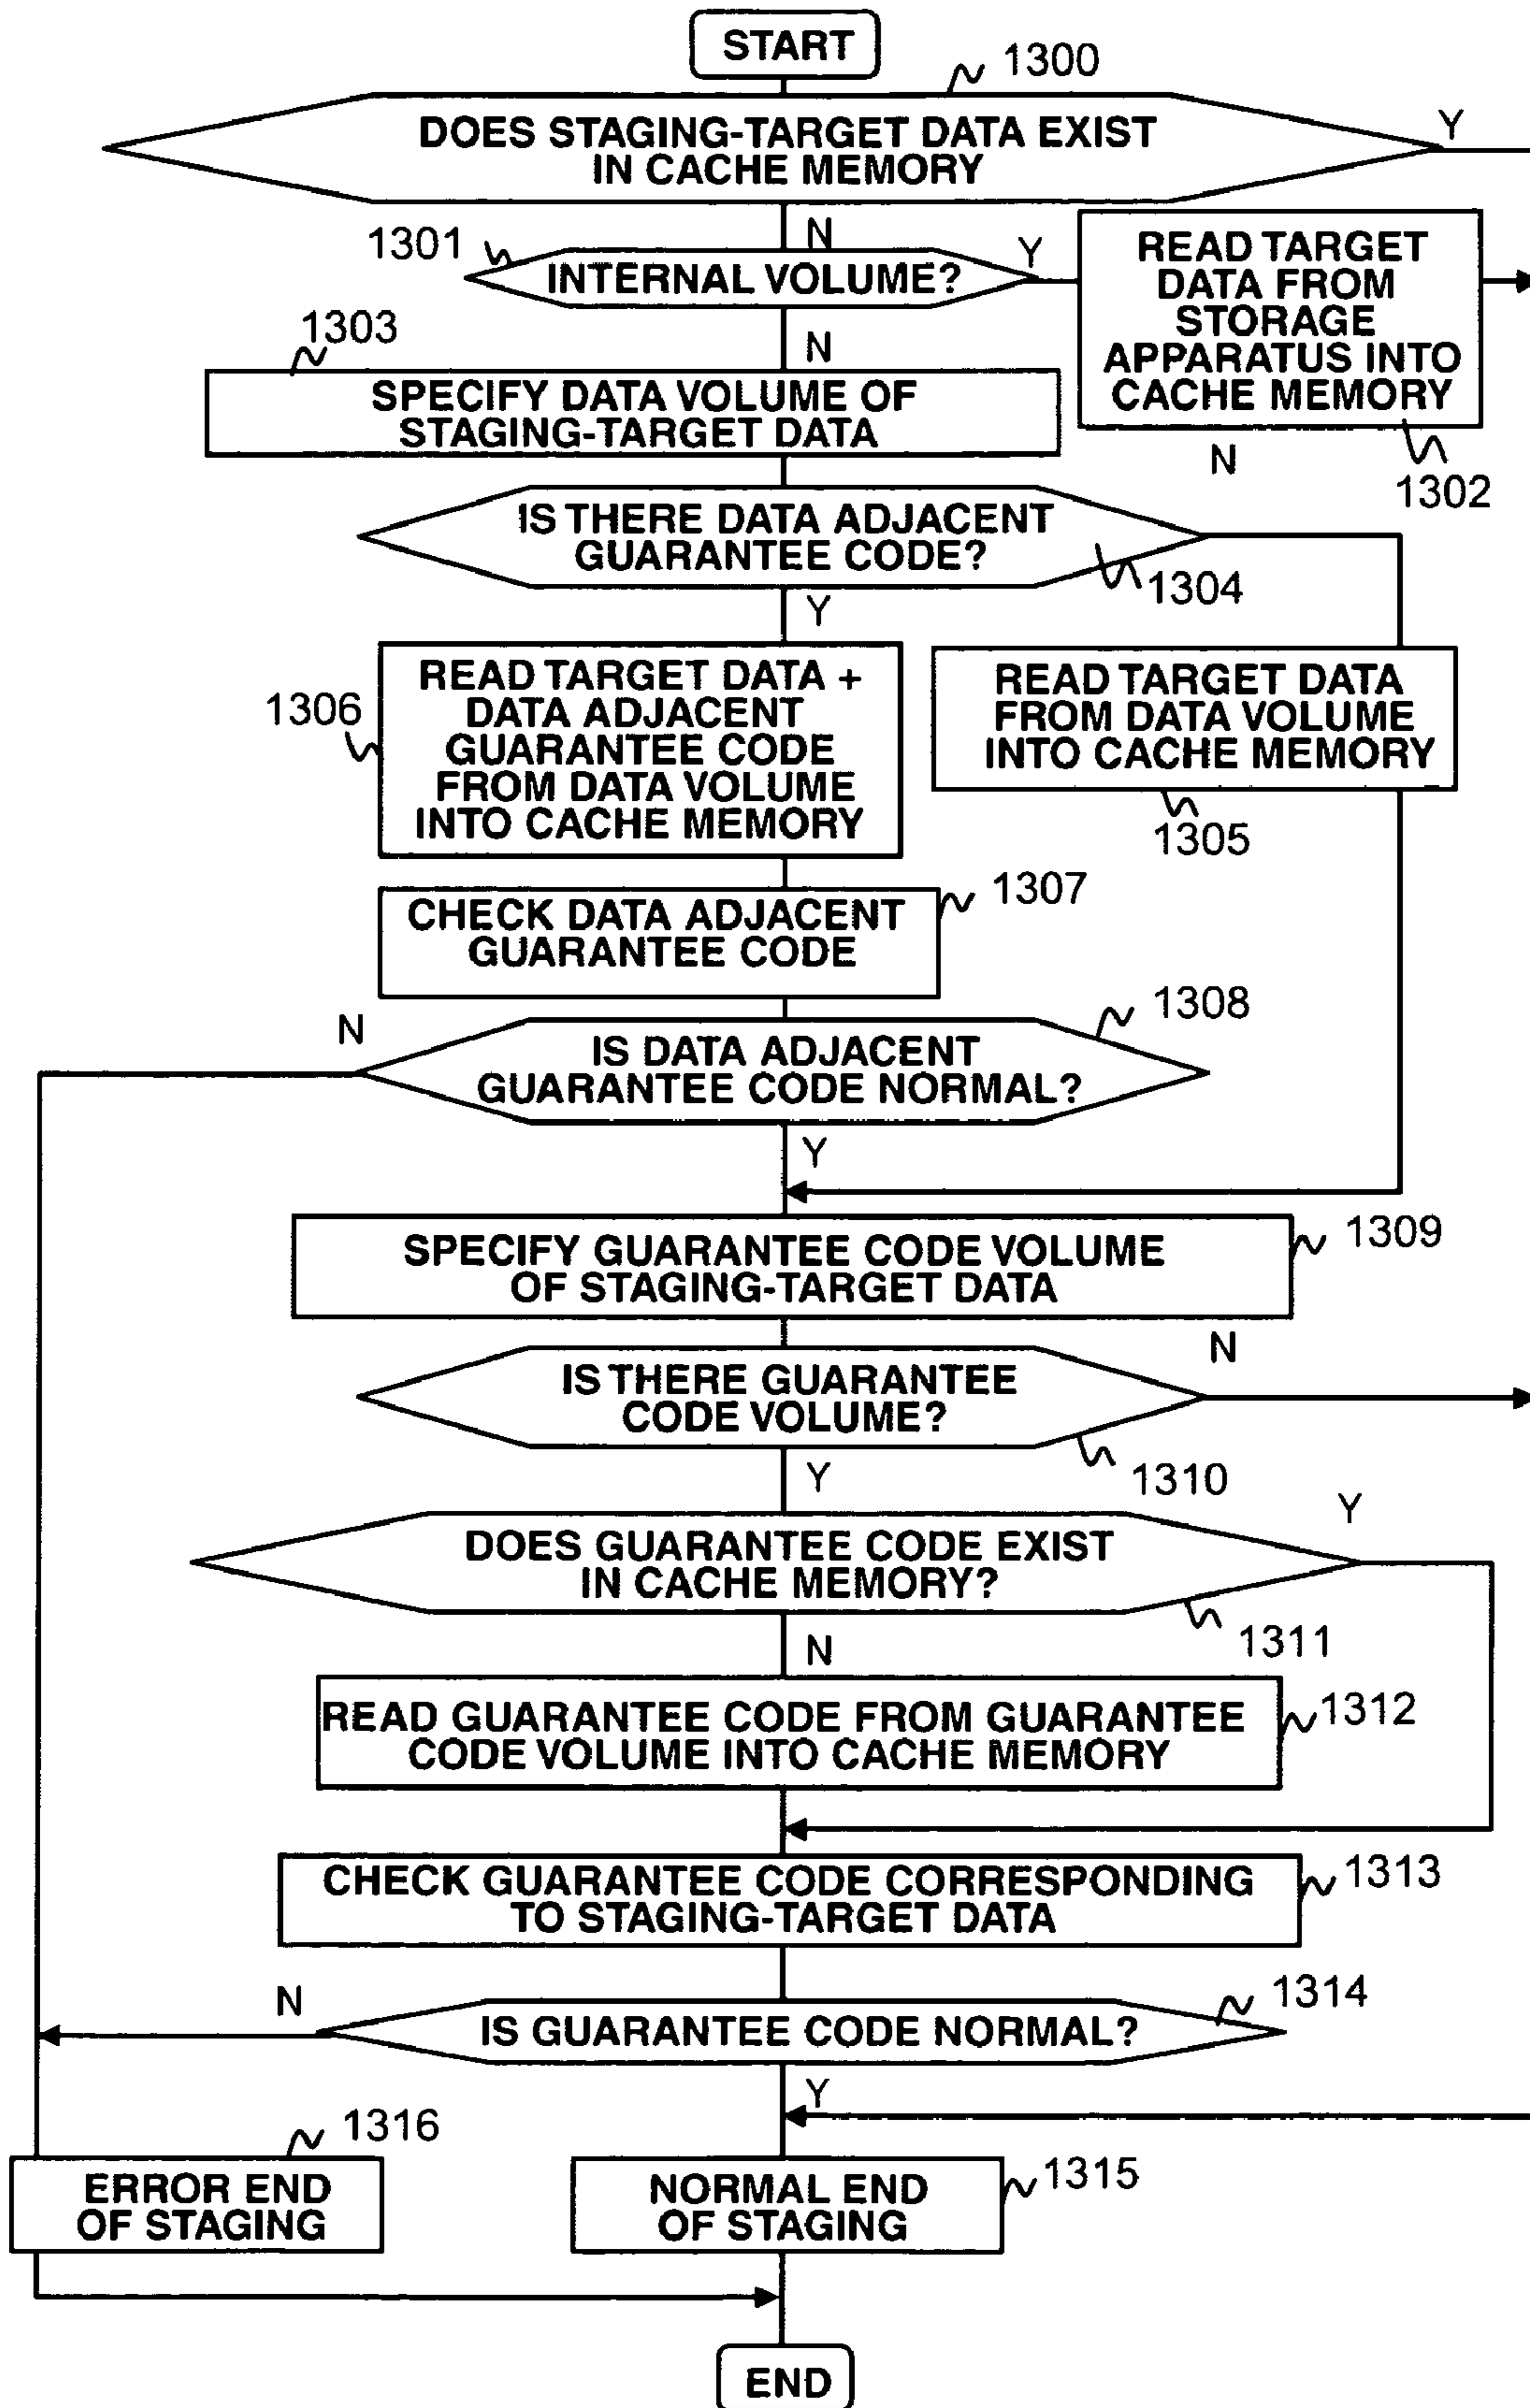 START
1300
DOES STAGING-TARGET DATA EXIST
IN CACHE MEMORY
Y
N
1301
INTERNAL VOLUME?
Y
READ TARGET
DATA FROM
STORAGE
APPARATUS INTO
CACHE MEMORY
1302
N
1303
SPECIFY DATA VOLUME OF
STAGING-TARGET DATA
IS THERE DATA ADJACENT
GUARANTEE CODE?
N
1304
Y
1306
READ TARGET DATA +
DATA ADJACENT
GUARANTEE CODE
FROM DATA VOLUME
INTO CACHE MEMORY
READ TARGET DATA
FROM DATA VOLUME
INTO CACHE MEMORY
1305
CHECK DATA ADJACENT
GUARANTEE CODE
1307
N
1308
IS DATA ADJACENT
GUARANTEE CODE NORMAL?
Y
SPECIFY GUARANTEE CODE VOLUME
OF STAGING-TARGET DATA
1309
N
IS THERE GUARANTEE
CODE VOLUME?
1310
Y
Y
DOES GUARANTEE CODE EXIST
IN CACHE MEMORY?
1311
N
READ GUARANTEE CODE FROM GUARANTEE
CODE VOLUME INTO CACHE MEMORY
1312
CHECK GUARANTEE CODE CORRESPONDING
TO STAGING-TARGET DATA
1313
N
1314
IS GUARANTEE CODE NORMAL?
Y
1316
ERROR END
OF STAGING
NORMAL END
OF STAGING
1315
END